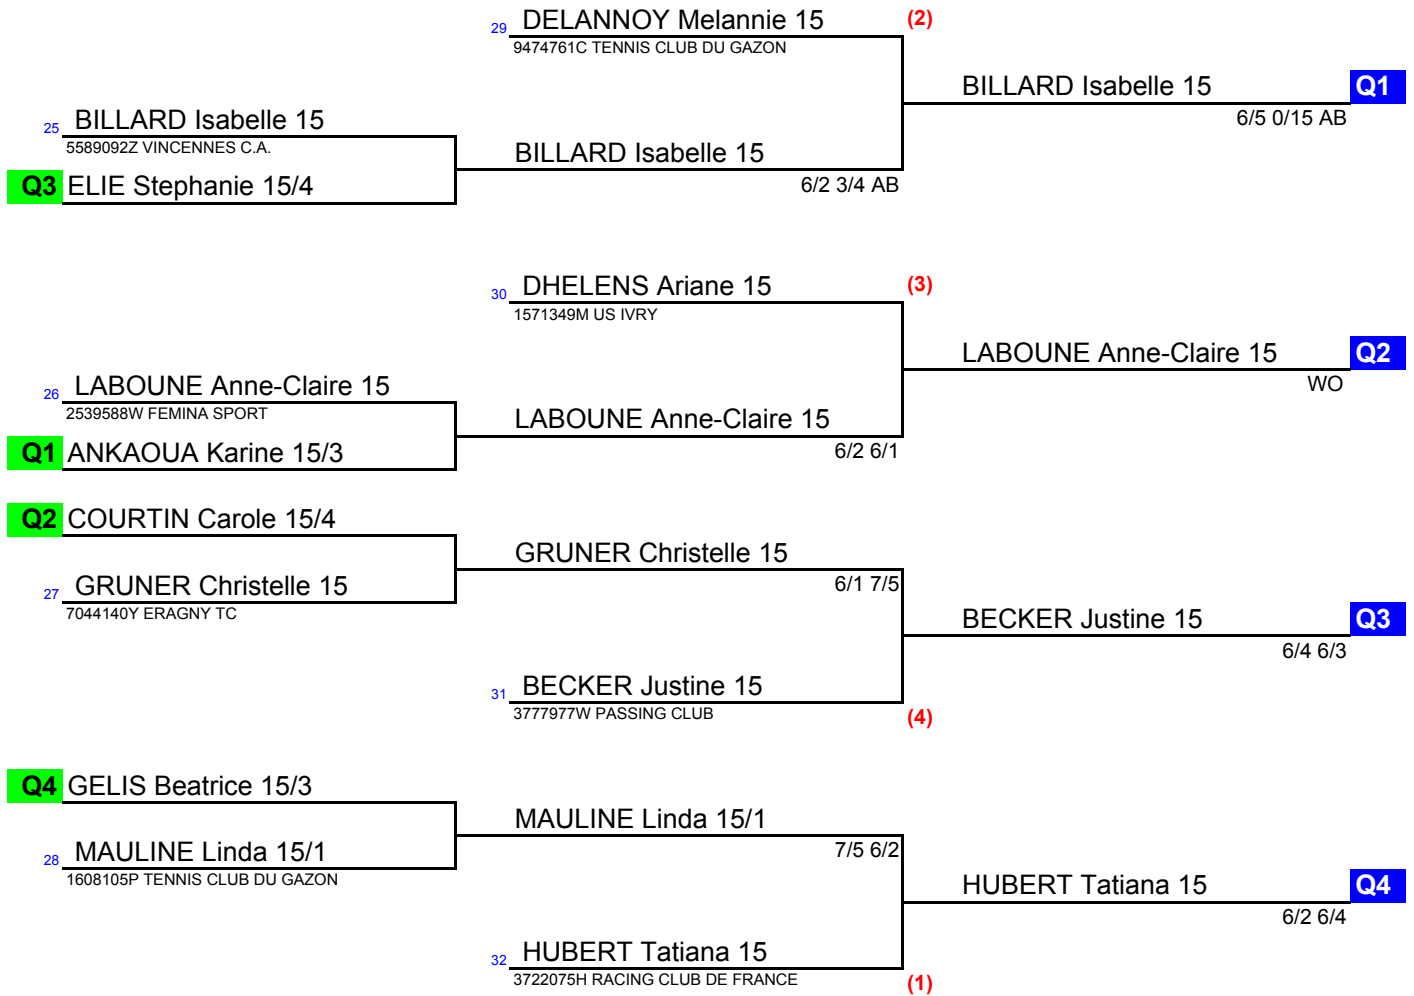 29 DELANNOY Melannie 15 (2)
9474761C TENNIS CLUB DU GAZON
BILLARD Isabelle 15 Q1
6/5 0/15 AB
25 BILLARD Isabelle 15
5589092Z VINCENNES C.A.
BILLARD Isabelle 15
6/2 3/4 AB
Q3 ELIE Stephanie 15/4
30 DHELENS Ariane 15 (3)
1571349M US IVRY
LABOUNE Anne-Claire 15 Q2
WO
26 LABOUNE Anne-Claire 15
2539588W FEMINA SPORT
LABOUNE Anne-Claire 15
6/2 6/1
Q1 ANKAOUA Karine 15/3
Q2 COURTIN Carole 15/4
GRUNER Christelle 15
6/1 7/5
27 GRUNER Christelle 15
7044140Y ERAGNY TC
BECKER Justine 15 Q3
6/4 6/3
31 BECKER Justine 15
3777977W PASSING CLUB (4)
Q4 GELIS Beatrice 15/3
MAULINE Linda 15/1
7/5 6/2
28 MAULINE Linda 15/1
1608105P TENNIS CLUB DU GAZON
HUBERT Tatiana 15 Q4
6/2 6/4
32 HUBERT Tatiana 15
3722075H RACING CLUB DE FRANCE (1)